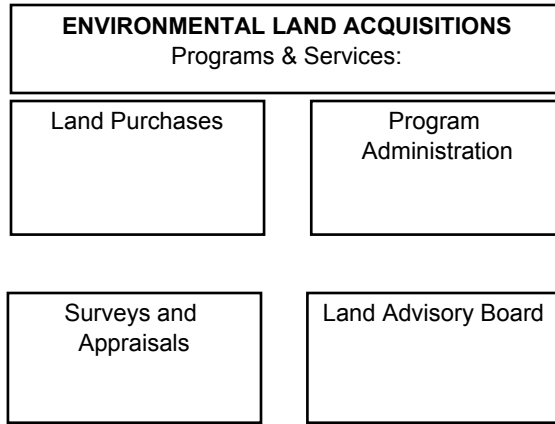 ENVIRONMENTAL LAND ACQUISITIONS
Programs & Services:
Land Purchases
Program
Administration
Surveys and
Appraisals
Land Advisory Board